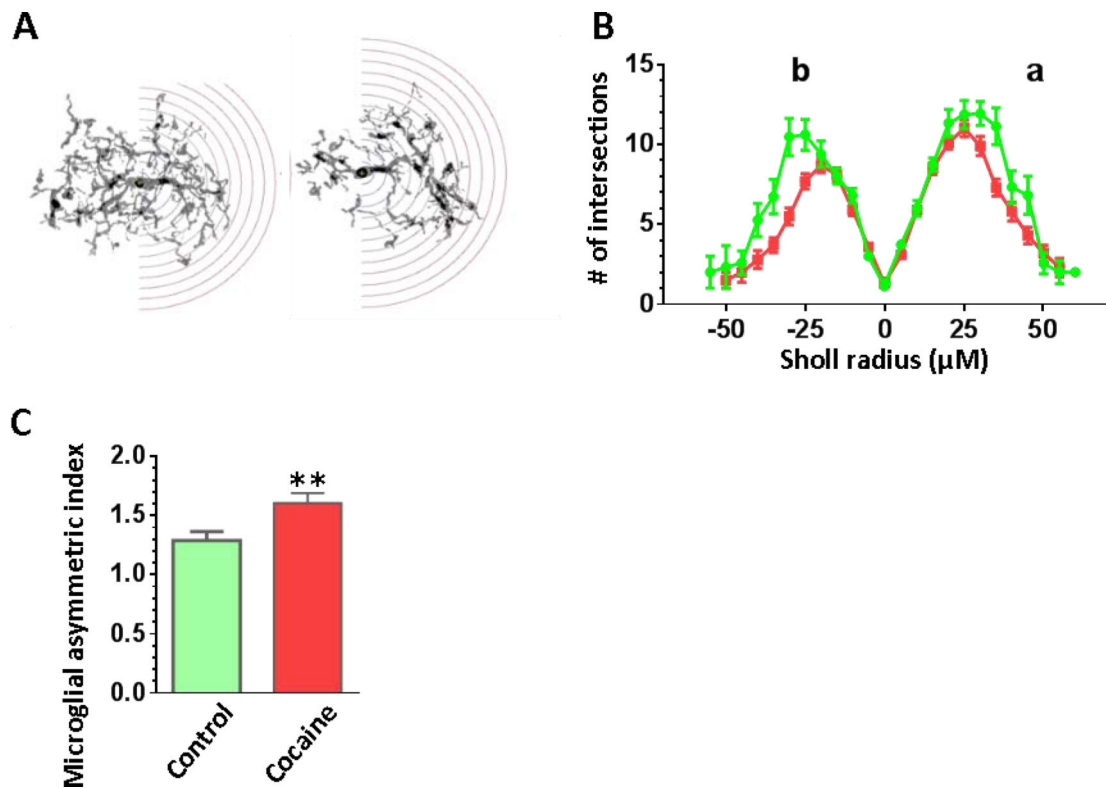 A
B
15
10
5
0
# of intersections
b
a
-50
-25
0
25
50
Sholl radius (µM)
C
2.0
1.5
1.0
0.5
0.0
Microglial asymmetric index
**
Control
Cocaine